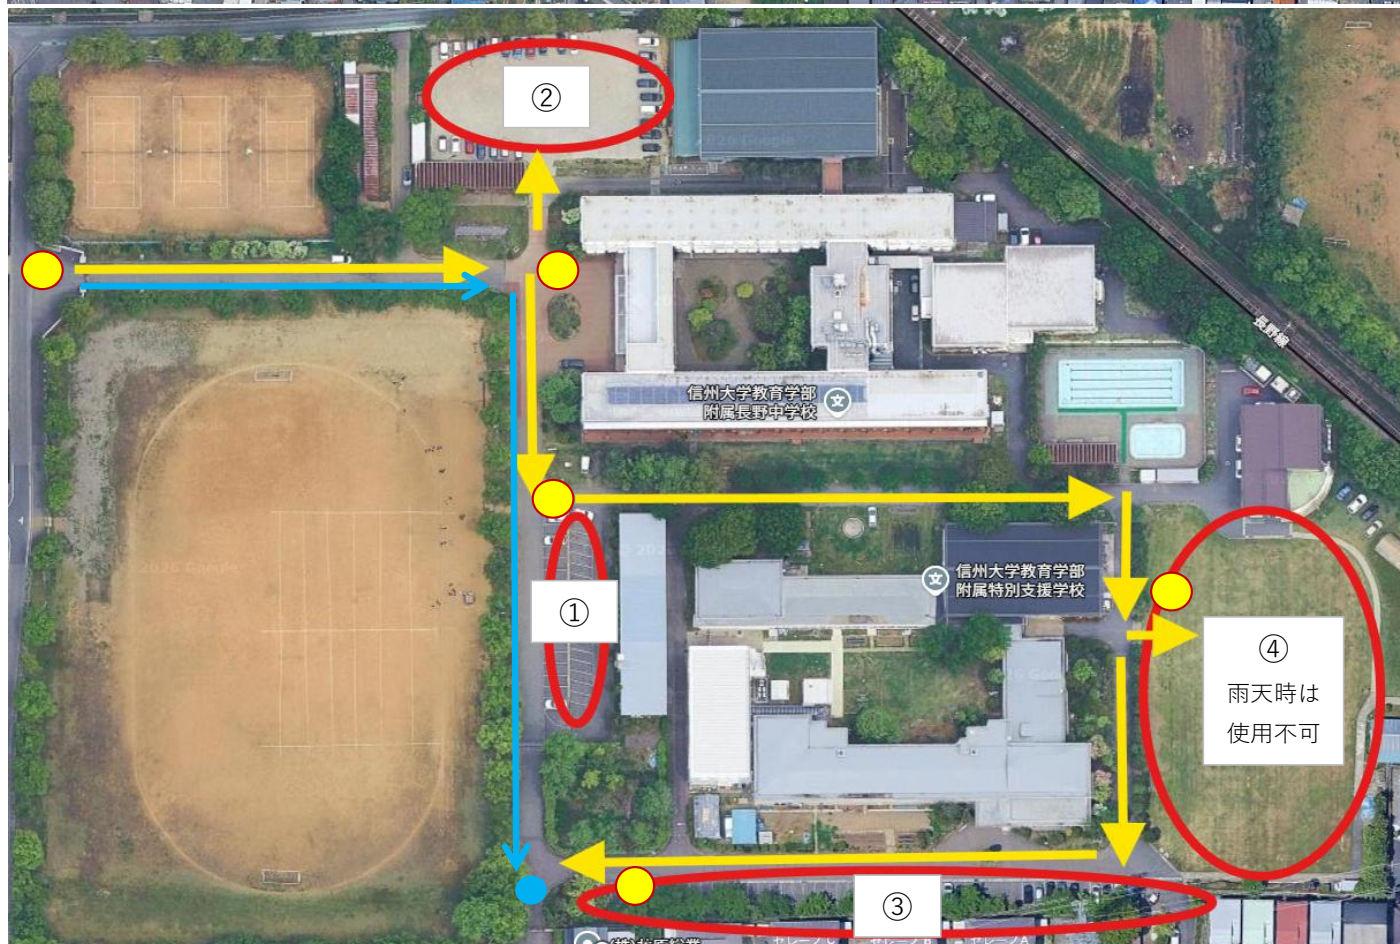 ②
長野線
信州大学教育学部
附属長野中学校
文
①
文
信州大学教育学部
附属特別支援学校
④
雨天時は
使用不可
③